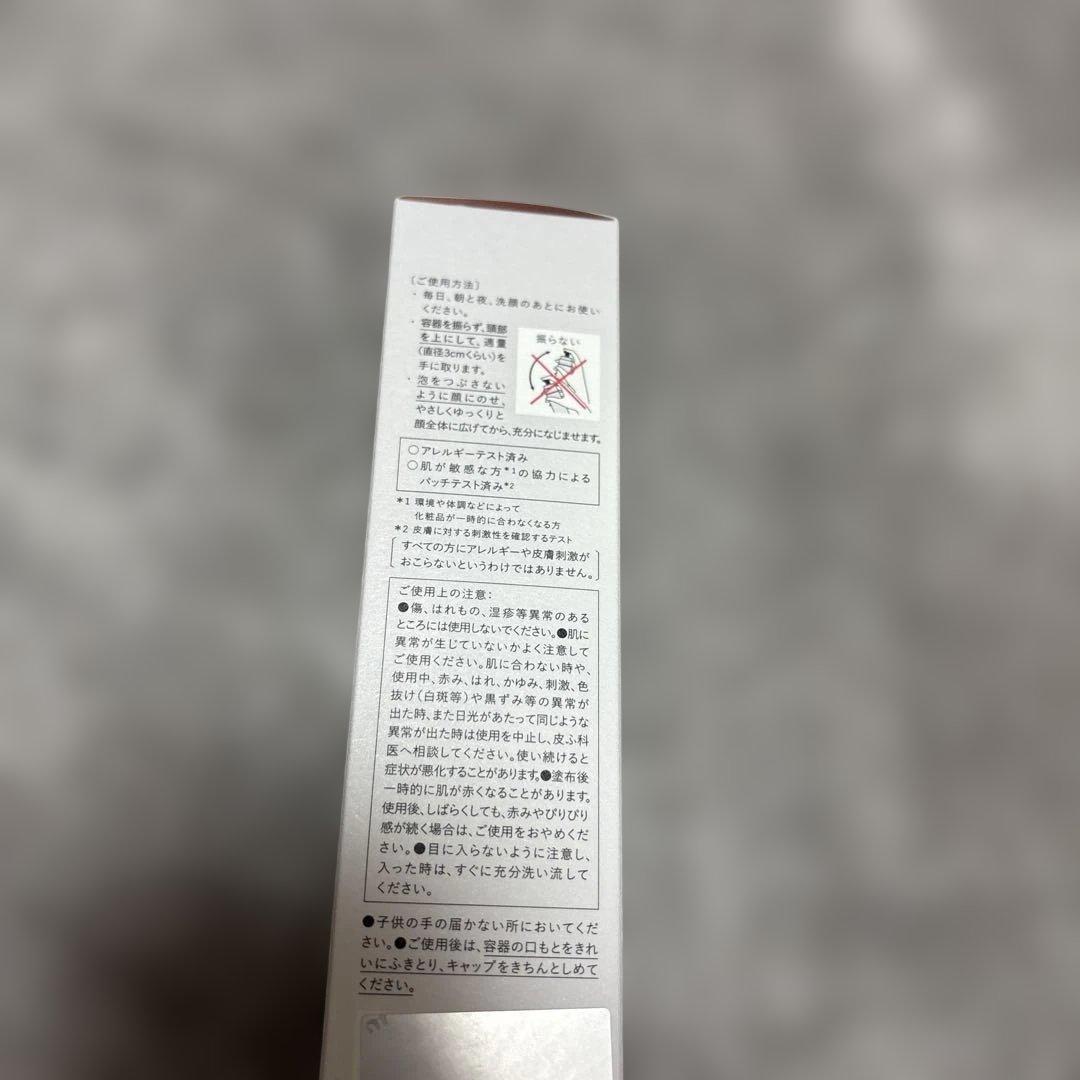 〔ご使用方法〕
・毎日、朝と夜、洗顔のあとにお使い
ください。
・容器を振らず、頭部
を上にして、適量
(直径3cmくらい)を
手に取ります。
・泡をつぶさない
ように顔にのせ、
やさしくゆっくりと
顔全体に広げてから、充分になじませます。
振らない
○アレルギーテスト済み
○肌が敏感な方*1の協力による
パッチテスト済み*2
*1 環境や体調などによって
化粧品が一時的に合わなくなる方
*2 皮膚に対する刺激性を確認するテスト
〔すべての方にアレルギーや皮膚刺激が
おこらないというわけではありません。〕
ご使用上の注意:
●傷、はれもの、湿疹等異常のある
ところには使用しないでください。●肌に
異常が生じていないかよく注意して
ご使用ください。肌に合わない時や、
使用中、赤み、はれ、かゆみ、刺激、色
抜け(白斑等)や黒ずみ等の異常が
出た時、また日光があたって同じような
異常が出た時は使用を中止し、皮ふ科
医へ相談してください。使い続けると
症状が悪化することがあります。●塗布後
一時的に肌が赤くなることがあります。
使用後、しばらくしても、赤みやぴりぴり
感が続く場合は、ご使用をおやめくだ
さい。●目に入らないように注意し、
入った時は、すぐに充分洗い流して
ください。
●子供の手の届かない所においてくだ
さい。●ご使用後は、容器の口もとをきれ
いにふきとり、キャップをきちんとしめて
ください。